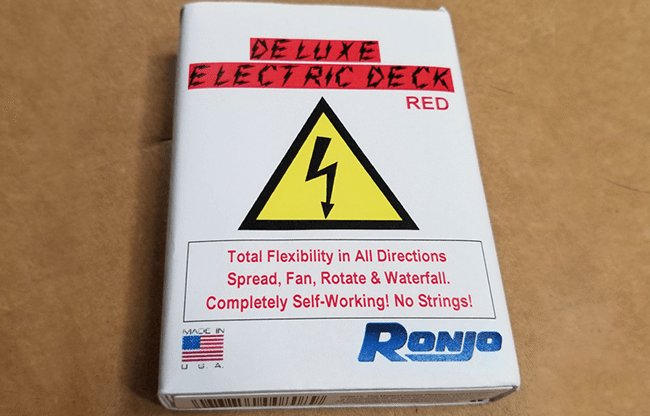 DELUXE
ELECTRIC DECK
RED
Total Flexibility in All Directions
Spread, Fan, Rotate & Waterfall.
Completely Self-Working! No Strings!
MADE IN
U.S.A.
RONJO